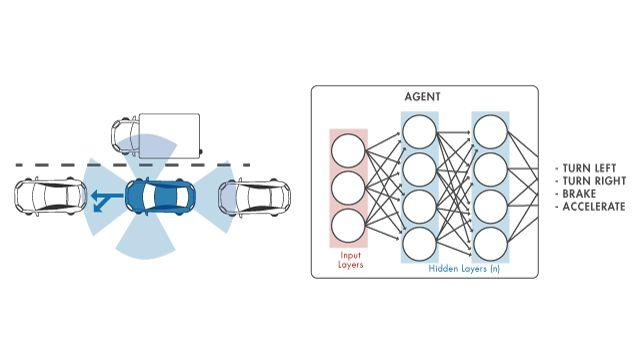 AGENT
Input
Layers
Hidden Layers (n)
- TURN LEFT
- TURN RIGHT
- BRAKE
- ACCELERATE